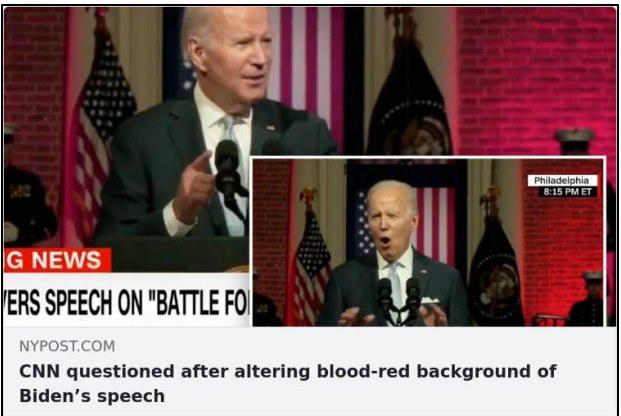 Philadelphia
8:15 PM ET
G NEWS
ERS SPEECH ON "BATTLE FO
NYPOST.COM
CNN questioned after altering blood-red background of
Biden’s speech